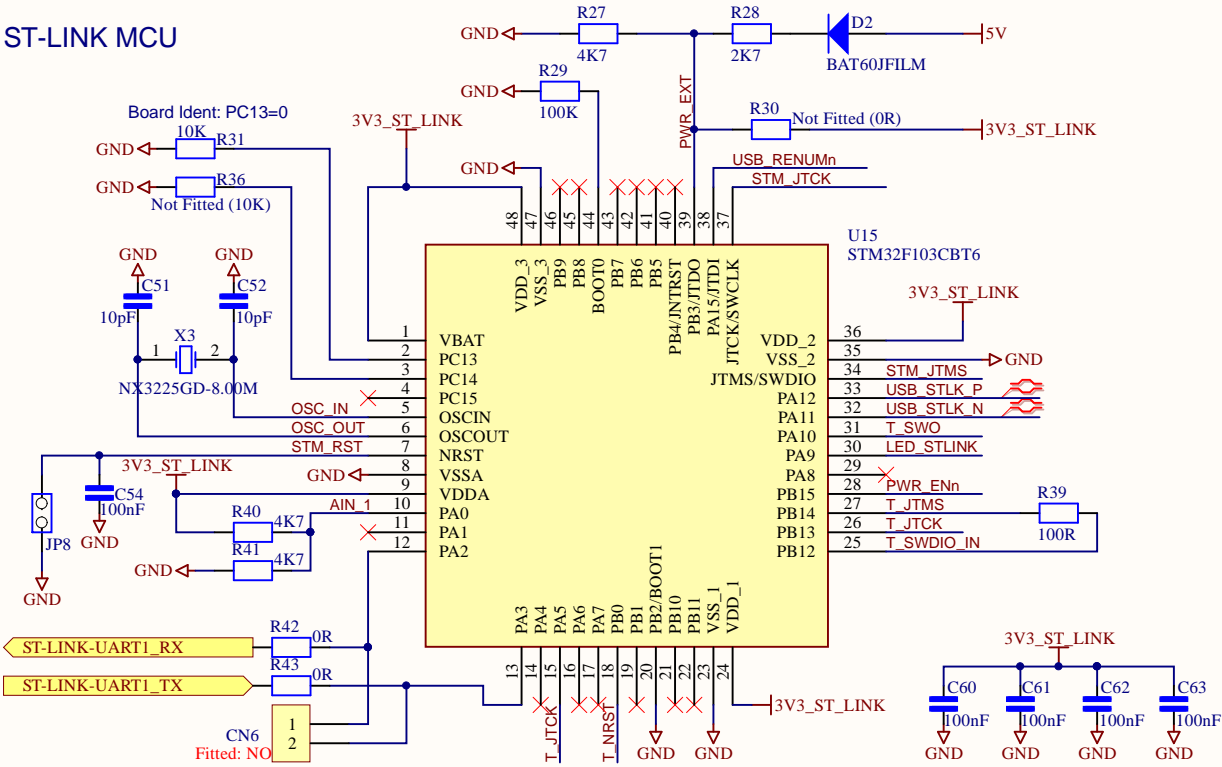 ST-LINK MCU
R27
4K7
GND
R28
2K7
D2
BAT60JFILM
5V
R29
100K
GND
PWR_EXT
R30
Not Fitted (0R)
3V3_ST_LINK
Board Ident: PC13=0
10K
R31
GND
R36
GND
Not Fitted (10K)
3V3_ST_LINK
GND
USB_RENUMn
STM_JTCK
48
47
46
45
44
43
42
41
40
39
38
37
VDD_3
VSS_3
PB9
PB8
BOOT0
PB7
PB6
PB5
PB4/JNTRST
PB3/JTDO
PA15/JTDI
JTCK/SWCLK
U15
STM32F103CBT6
GND
GND
C51
10pF
C52
10pF
X3
1
2
NX3225GD-8.00M
OSC_IN
OSC_OUT
STM_RST
3V3_ST_LINK
GND
C54
100nF
GND
JP8
GND
AIN_1
R40
4K7
R41
4K7
GND
1 VBAT
2 PC13
3 PC14
4 PC15
5 OSCIN
6 OSCOUT
7 NRST
8 VSSA
9 VDDA
10 PA0
11 PA1
12 PA2
3V3_ST_LINK
VDD_2 36
VSS_2 35
GND
JTMS/SWDIO 34 STM_JTMS
PA12 33 USB_STLK_P
PA11 32 USB_STLK_N
PA10 31 T_SWO
PA9 30 LED_STLINK
PA8 29
PB15 28 PWR_ENn
PB14 27 T_JTMS
PB13 26 T_JTCK
PB12 25 T_SWDIO_IN
R39
100R
PA3
PA4
PA5
PA6
PA7
PB0
PB1
PB2/BOOT1
PB10
PB11
VSS_1
VDD_1
13
14
15
16
17
18
19
20
21
22
23
24
T_JTCK
T_NRST
GND
GND
3V3_ST_LINK
ST-LINK-UART1_RX
R42
0R
ST-LINK-UART1_TX
R43
0R
CN6
1
2
Fitted: NO
3V3_ST_LINK
C60
100nF
GND
C61
100nF
GND
C62
100nF
GND
C63
100nF
GND